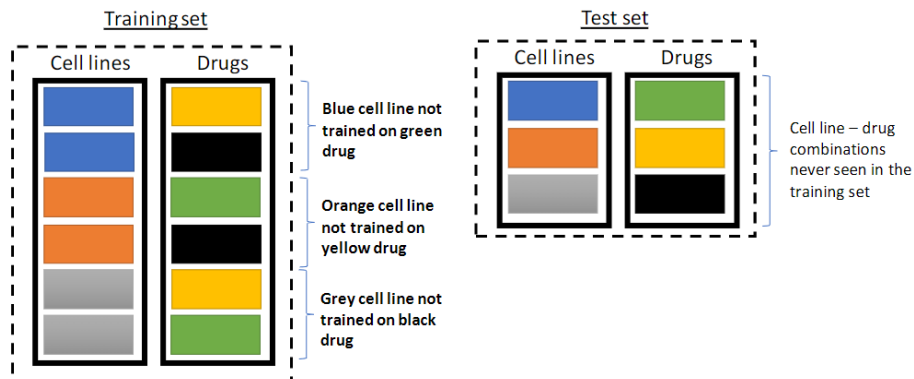 Training set
Cell lines
Drugs
Blue cell line not
trained on green
drug
Orange cell line
not trained on
yellow drug
Grey cell line not
trained on black
drug
Test set
Cell lines
Drugs
Cell line – drug
combinations
never seen in the
training set